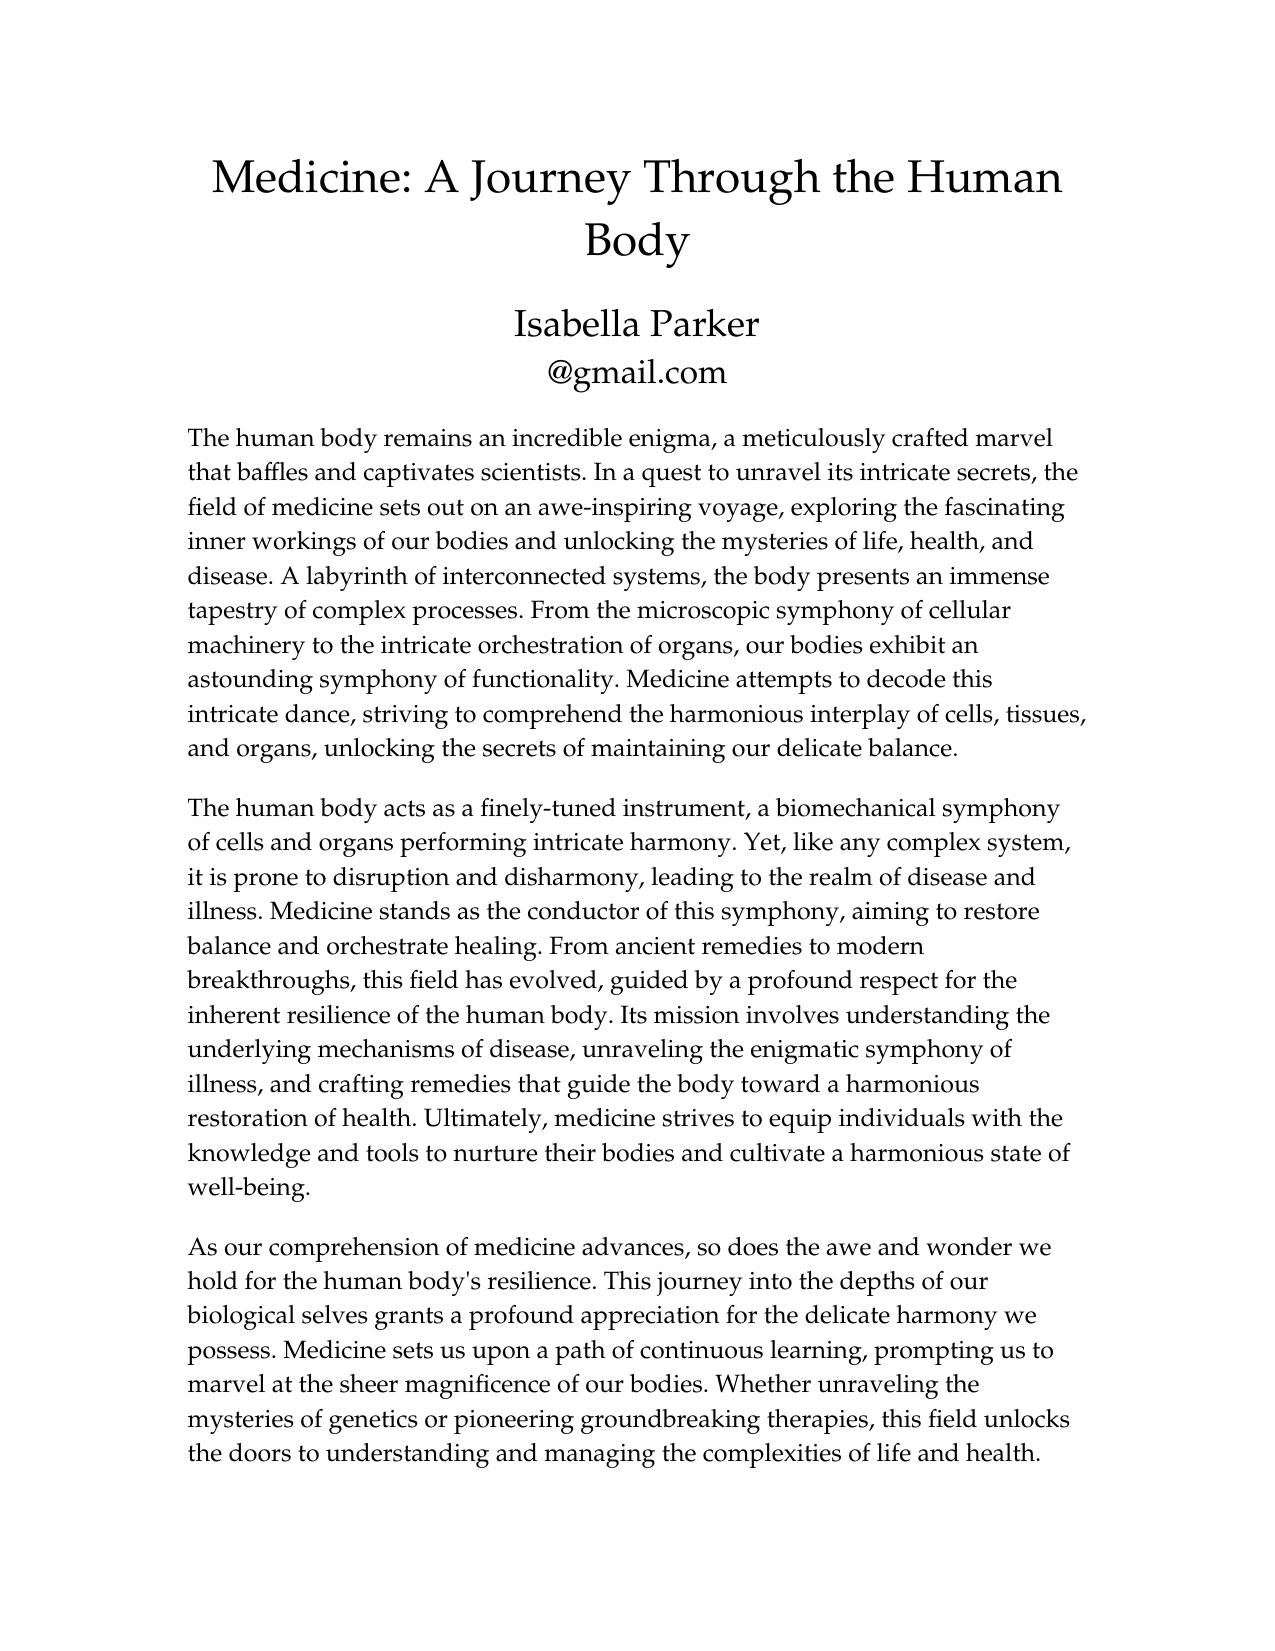 Medicine: A Journey Through the Human
Body
Isabella Parker
@gmail.com
The human body remains an incredible enigma, a meticulously crafted marvel
that baffles and captivates scientists. In a quest to unravel its intricate secrets, the
field of medicine sets out on an awe-inspiring voyage, exploring the fascinating
inner workings of our bodies and unlocking the mysteries of life, health, and
disease. A labyrinth of interconnected systems, the body presents an immense
tapestry of complex processes. From the microscopic symphony of cellular
machinery to the intricate orchestration of organs, our bodies exhibit an
astounding symphony of functionality. Medicine attempts to decode this
intricate dance, striving to comprehend the harmonious interplay of cells, tissues,
and organs, unlocking the secrets of maintaining our delicate balance.
The human body acts as a finely-tuned instrument, a biomechanical symphony
of cells and organs performing intricate harmony. Yet, like any complex system,
it is prone to disruption and disharmony, leading to the realm of disease and
illness. Medicine stands as the conductor of this symphony, aiming to restore
balance and orchestrate healing. From ancient remedies to modern
breakthroughs, this field has evolved, guided by a profound respect for the
inherent resilience of the human body. Its mission involves understanding the
underlying mechanisms of disease, unraveling the enigmatic symphony of
illness, and crafting remedies that guide the body toward a harmonious
restoration of health. Ultimately, medicine strives to equip individuals with the
knowledge and tools to nurture their bodies and cultivate a harmonious state of
well-being.
As our comprehension of medicine advances, so does the awe and wonder we
hold for the human body's resilience. This journey into the depths of our
biological selves grants a profound appreciation for the delicate harmony we
possess. Medicine sets us upon a path of continuous learning, prompting us to
marvel at the sheer magnificence of our bodies. Whether unraveling the
mysteries of genetics or pioneering groundbreaking therapies, this field unlocks
the doors to understanding and managing the complexities of life and health.